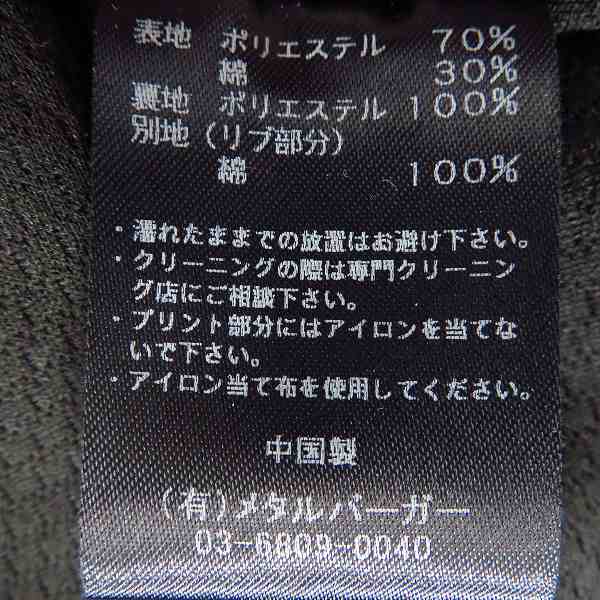 表地 ポリエステル 70%
綿 30%
裏地 ポリエステル 100%
別地(リブ部分)
綿 100%
・濡れたままでの放置はお避け下さい。
・クリーニングの際は専門クリーニン
グ店にご相談下さい。
・プリント部分にはアイロンを当てな
いで下さい。
・アイロン当て布を使用してください。
中国製
(有)メタルバーガー
03-6809-0040